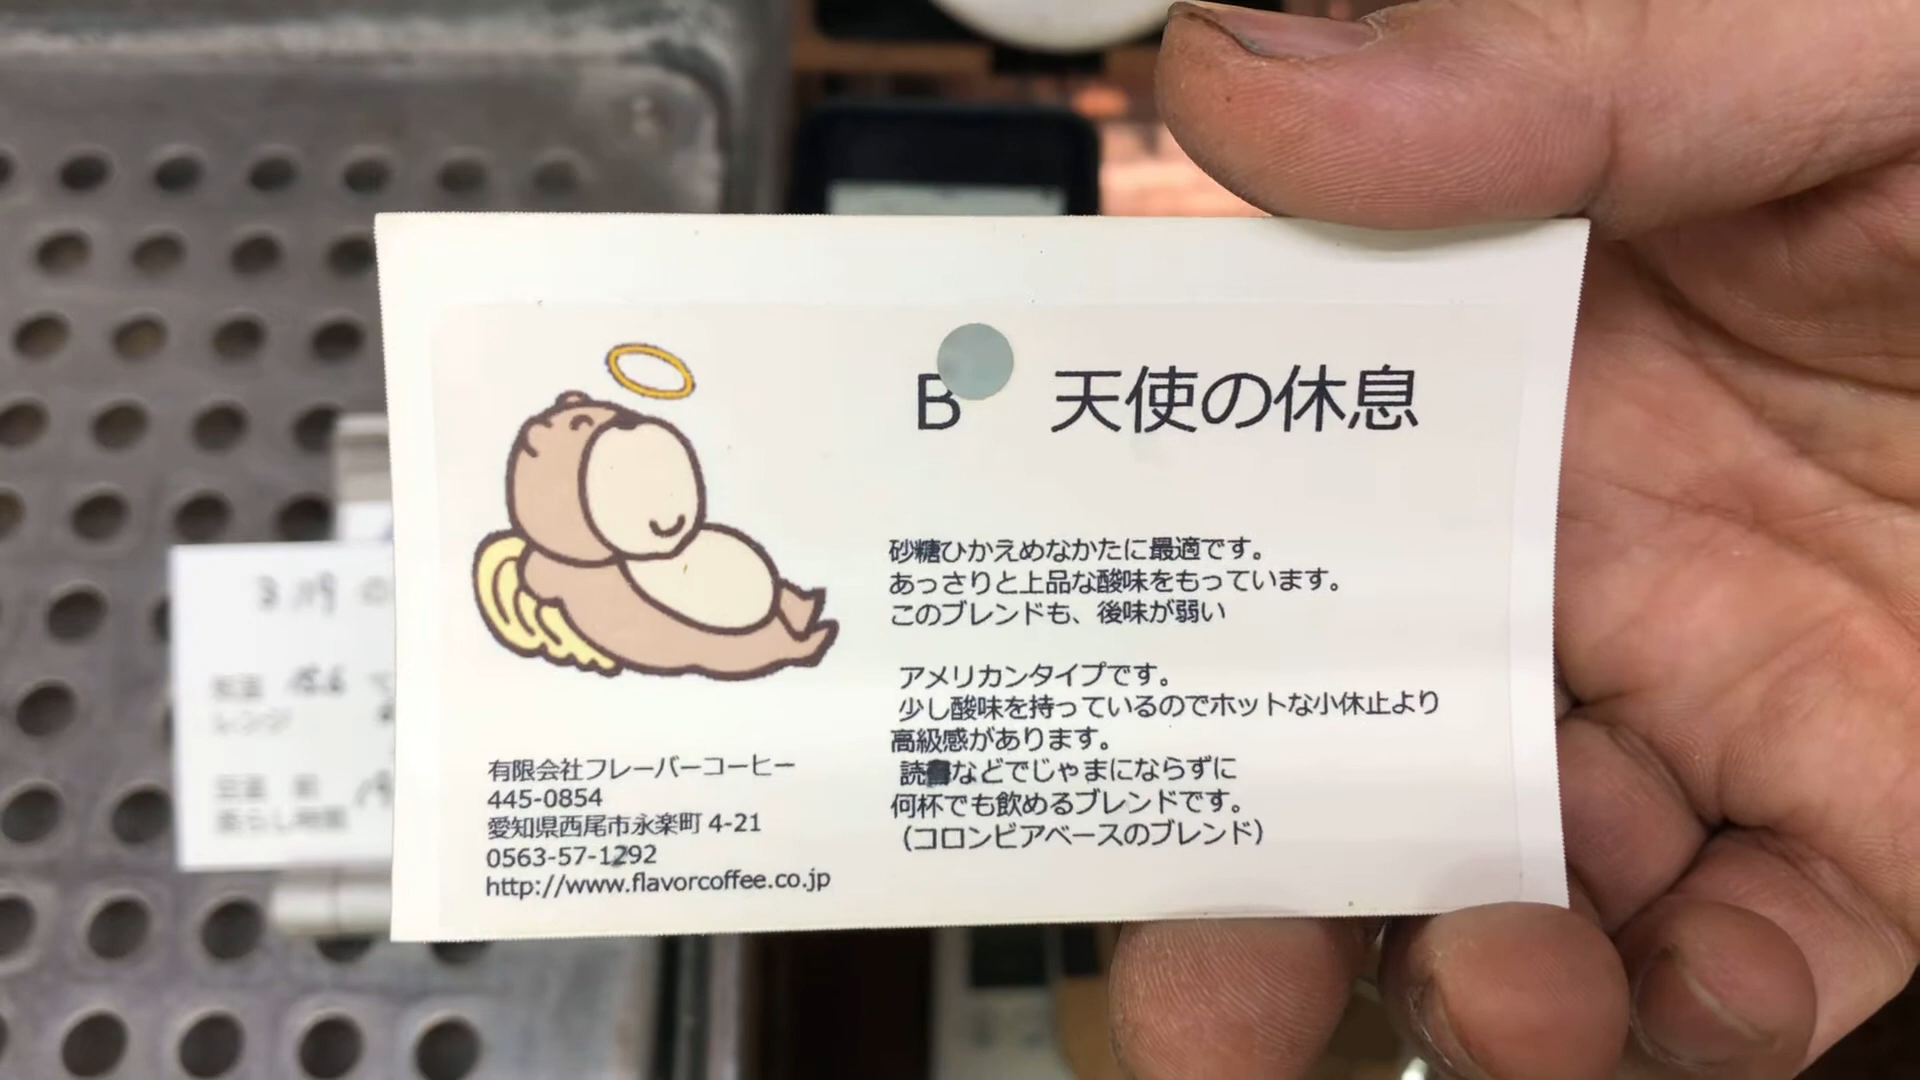 B 天使の休息
砂糖ひかえめなかたに最適です。
あっさりと上品な酸味をもっています。
このブレンドも、後味が弱い
アメリカンタイプです。
少し酸味を持っているのでホットな小休止より
高級感があります。
読書などでじゃまにならずに
何杯でも飲めるブレンドです。
（コロンビアベースのブレンド）
有限会社フレーバーコーヒー
445-0854
愛知県西尾市永楽町 4-21
0563-57-1292
http://www.flavorcoffee.co.jp
レンジ